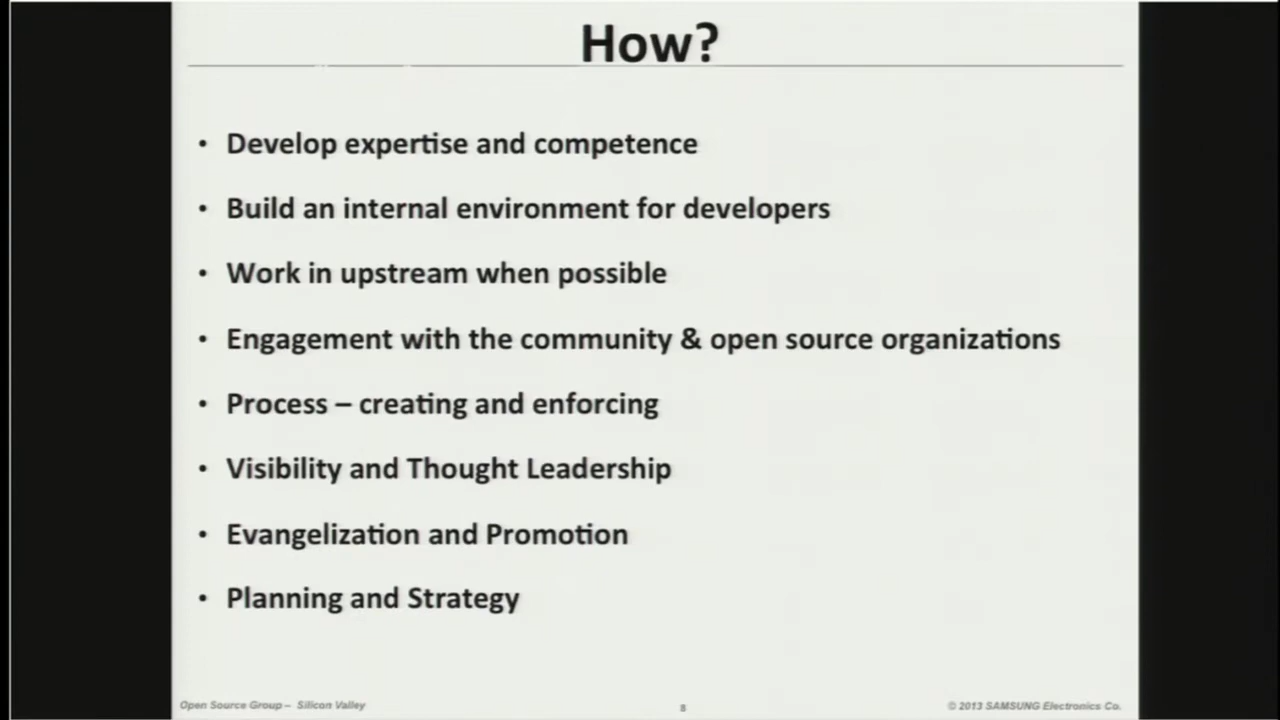 How?
• Develop expertise and competence
• Build an internal environment for developers
• Work in upstream when possible
• Engagement with the community & open source organizations
• Process – creating and enforcing
• Visibility and Thought Leadership
• Evangelization and Promotion
• Planning and Strategy
Open Source Group – Silicon Valley
8
© 2013 SAMSUNG Electronics Co.